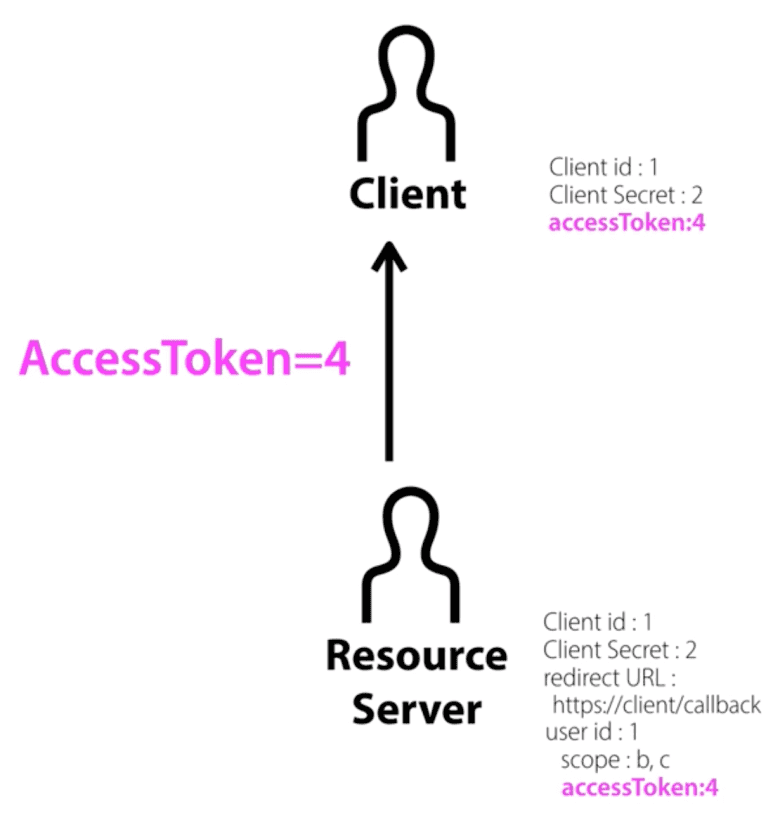 Client
Client id : 1
Client Secret : 2
accessToken:4
AccessToken=4
Resource
Server
Client id : 1
Client Secret : 2
redirect URL :
https://client/callback
user id : 1
scope : b, c
accessToken:4